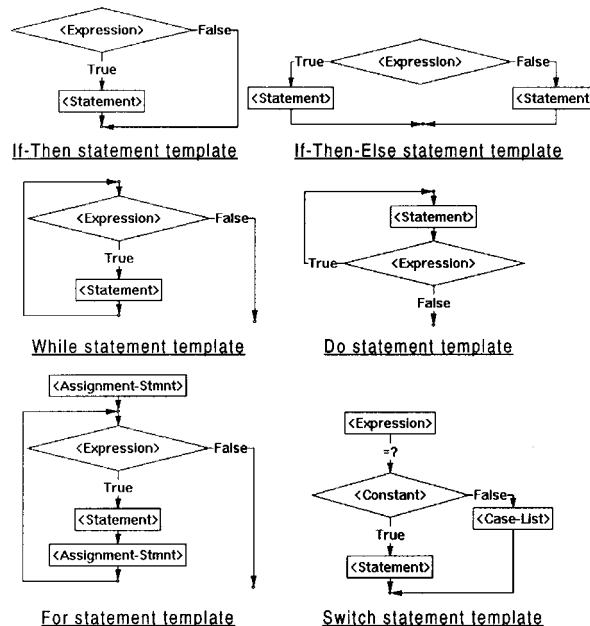 <Expression>
False
True
<Statement>
If-Then statement template
True
<Expression>
False
<Statement>
<Statement>
If-Then-Else statement template
<Expression>
False
True
<Statement>
While statement template
<Statement>
True
<Expression>
False
Do statement template
<Assignment-Stmnt>
<Expression>
False
True
<Statement>
<Assignment-Stmnt>
For statement template
<Expression>
=?
<Constant>
False
<Case-List>
True
<Statement>
Switch statement template